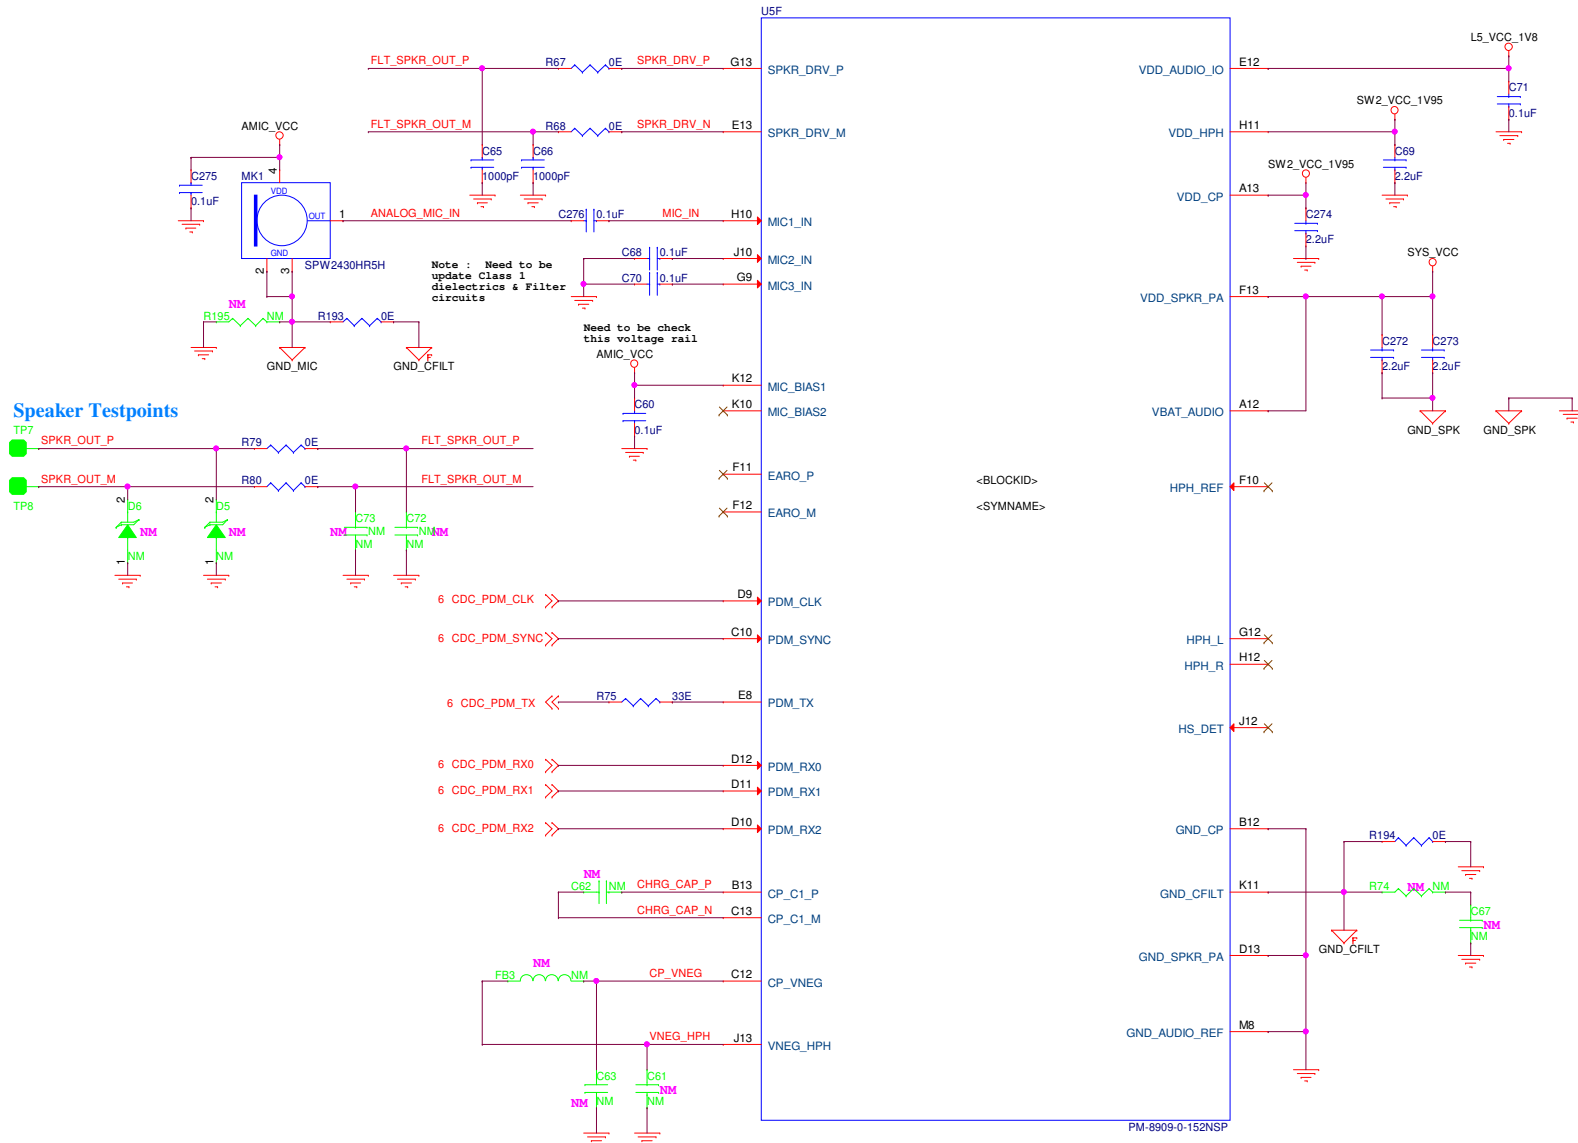 U5F
FLT_SPKR_OUT_P
R67
0E
SPKR_DRV_P
G13
SPKR_DRV_P
VDD_AUDIO_IO
E12
L5_VCC_1V8
C71
0.1uF
FLT_SPKR_OUT_M
R68
0E
SPKR_DRV_N
E13
SPKR_DRV_M
VDD_HPH
H11
SW2_VCC_1V95
C69
2.2uF
C65
1000pF
C66
1000pF
AMIC_VCC
C275
0.1uF
MK1
4
VDD
OUT
GND
1
2
3
SPW2430HR5H
ANALOG_MIC_IN
C276
0.1uF
MIC_IN
H10
MIC1_IN
VDD_CP
A13
SW2_VCC_1V95
C274
2.2uF
C68
0.1uF
J10
MIC2_IN
C70
0.1uF
G9
MIC3_IN
Note : Need to be
update Class 1
dielectrics & Filter
circuits
VDD_SPKR_PA
F13
SYS_VCC
C272
2.2uF
C273
2.2uF
NM
R195
NM
R193
0E
GND_MIC
F
GND_CFILT
Need to be check
this voltage rail
AMIC_VCC
K12
MIC_BIAS1
C60
0.1uF
K10
MIC_BIAS2
VBAT_AUDIO
A12
GND_SPK
GND_SPK
Speaker Testpoints
TP7
SPKR_OUT_P
R79
0E
FLT_SPKR_OUT_P
SPKR_OUT_M
R80
0E
FLT_SPKR_OUT_M
TP8
2
D6
NM
NM
1
2
D5
NM
NM
1
C73
NM
NM
NM
C72
NM
NM
NM
F11
EARO_P
F12
EARO_M
<BLOCKID>
<SYMNAME>
HPH_REF
F10
6 CDC_PDM_CLK
D9
PDM_CLK
6 CDC_PDM_SYNC
C10
PDM_SYNC
HPH_L
G12
HPH_R
H12
6 CDC_PDM_TX
R75
33E
E8
PDM_TX
HS_DET
J12
6 CDC_PDM_RX0
D12
PDM_RX0
6 CDC_PDM_RX1
D11
PDM_RX1
6 CDC_PDM_RX2
D10
PDM_RX2
GND_CP
B12
R194
0E
NM
C62
NM
CHRG_CAP_P
B13
CP_C1_P
CHRG_CAP_N
C13
CP_C1_M
GND_CFILT
K11
R74
NM
NM
C67
NM
NM
F
GND_CFILT
NM
FB3
NM
CP_VNEG
C12
CP_VNEG
GND_SPKR_PA
D13
VNEG_HPH
J13
VNEG_HPH
GND_AUDIO_REF
M8
C63
NM
NM
C61
NM
NM
PM-8909-0-152NSP